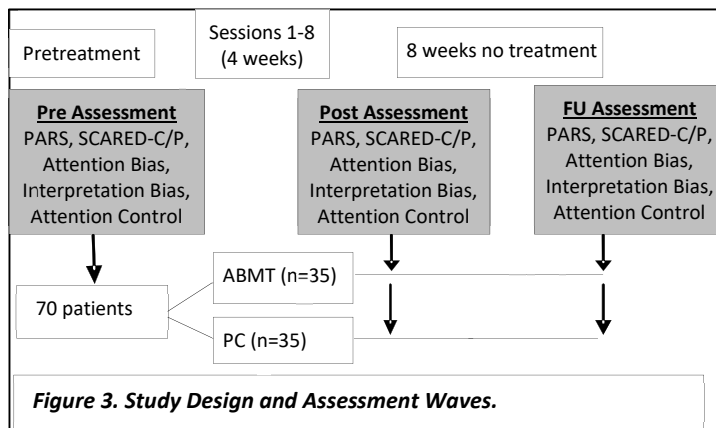 Pretreatment
Sessions 1-8
(4 weeks)
8 weeks no treatment
Pre Assessment
PARS, SCARED-C/P,
Attention Bias,
Interpretation Bias,
Attention Control
Post Assessment
PARS, SCARED-C/P,
Attention Bias,
Interpretation Bias,
Attention Control
FU Assessment
PARS, SCARED-C/P,
Attention Bias,
Interpretation Bias,
Attention Control
70 patients
ABMT (n=35)
PC (n=35)
Figure 3. Study Design and Assessment Waves.